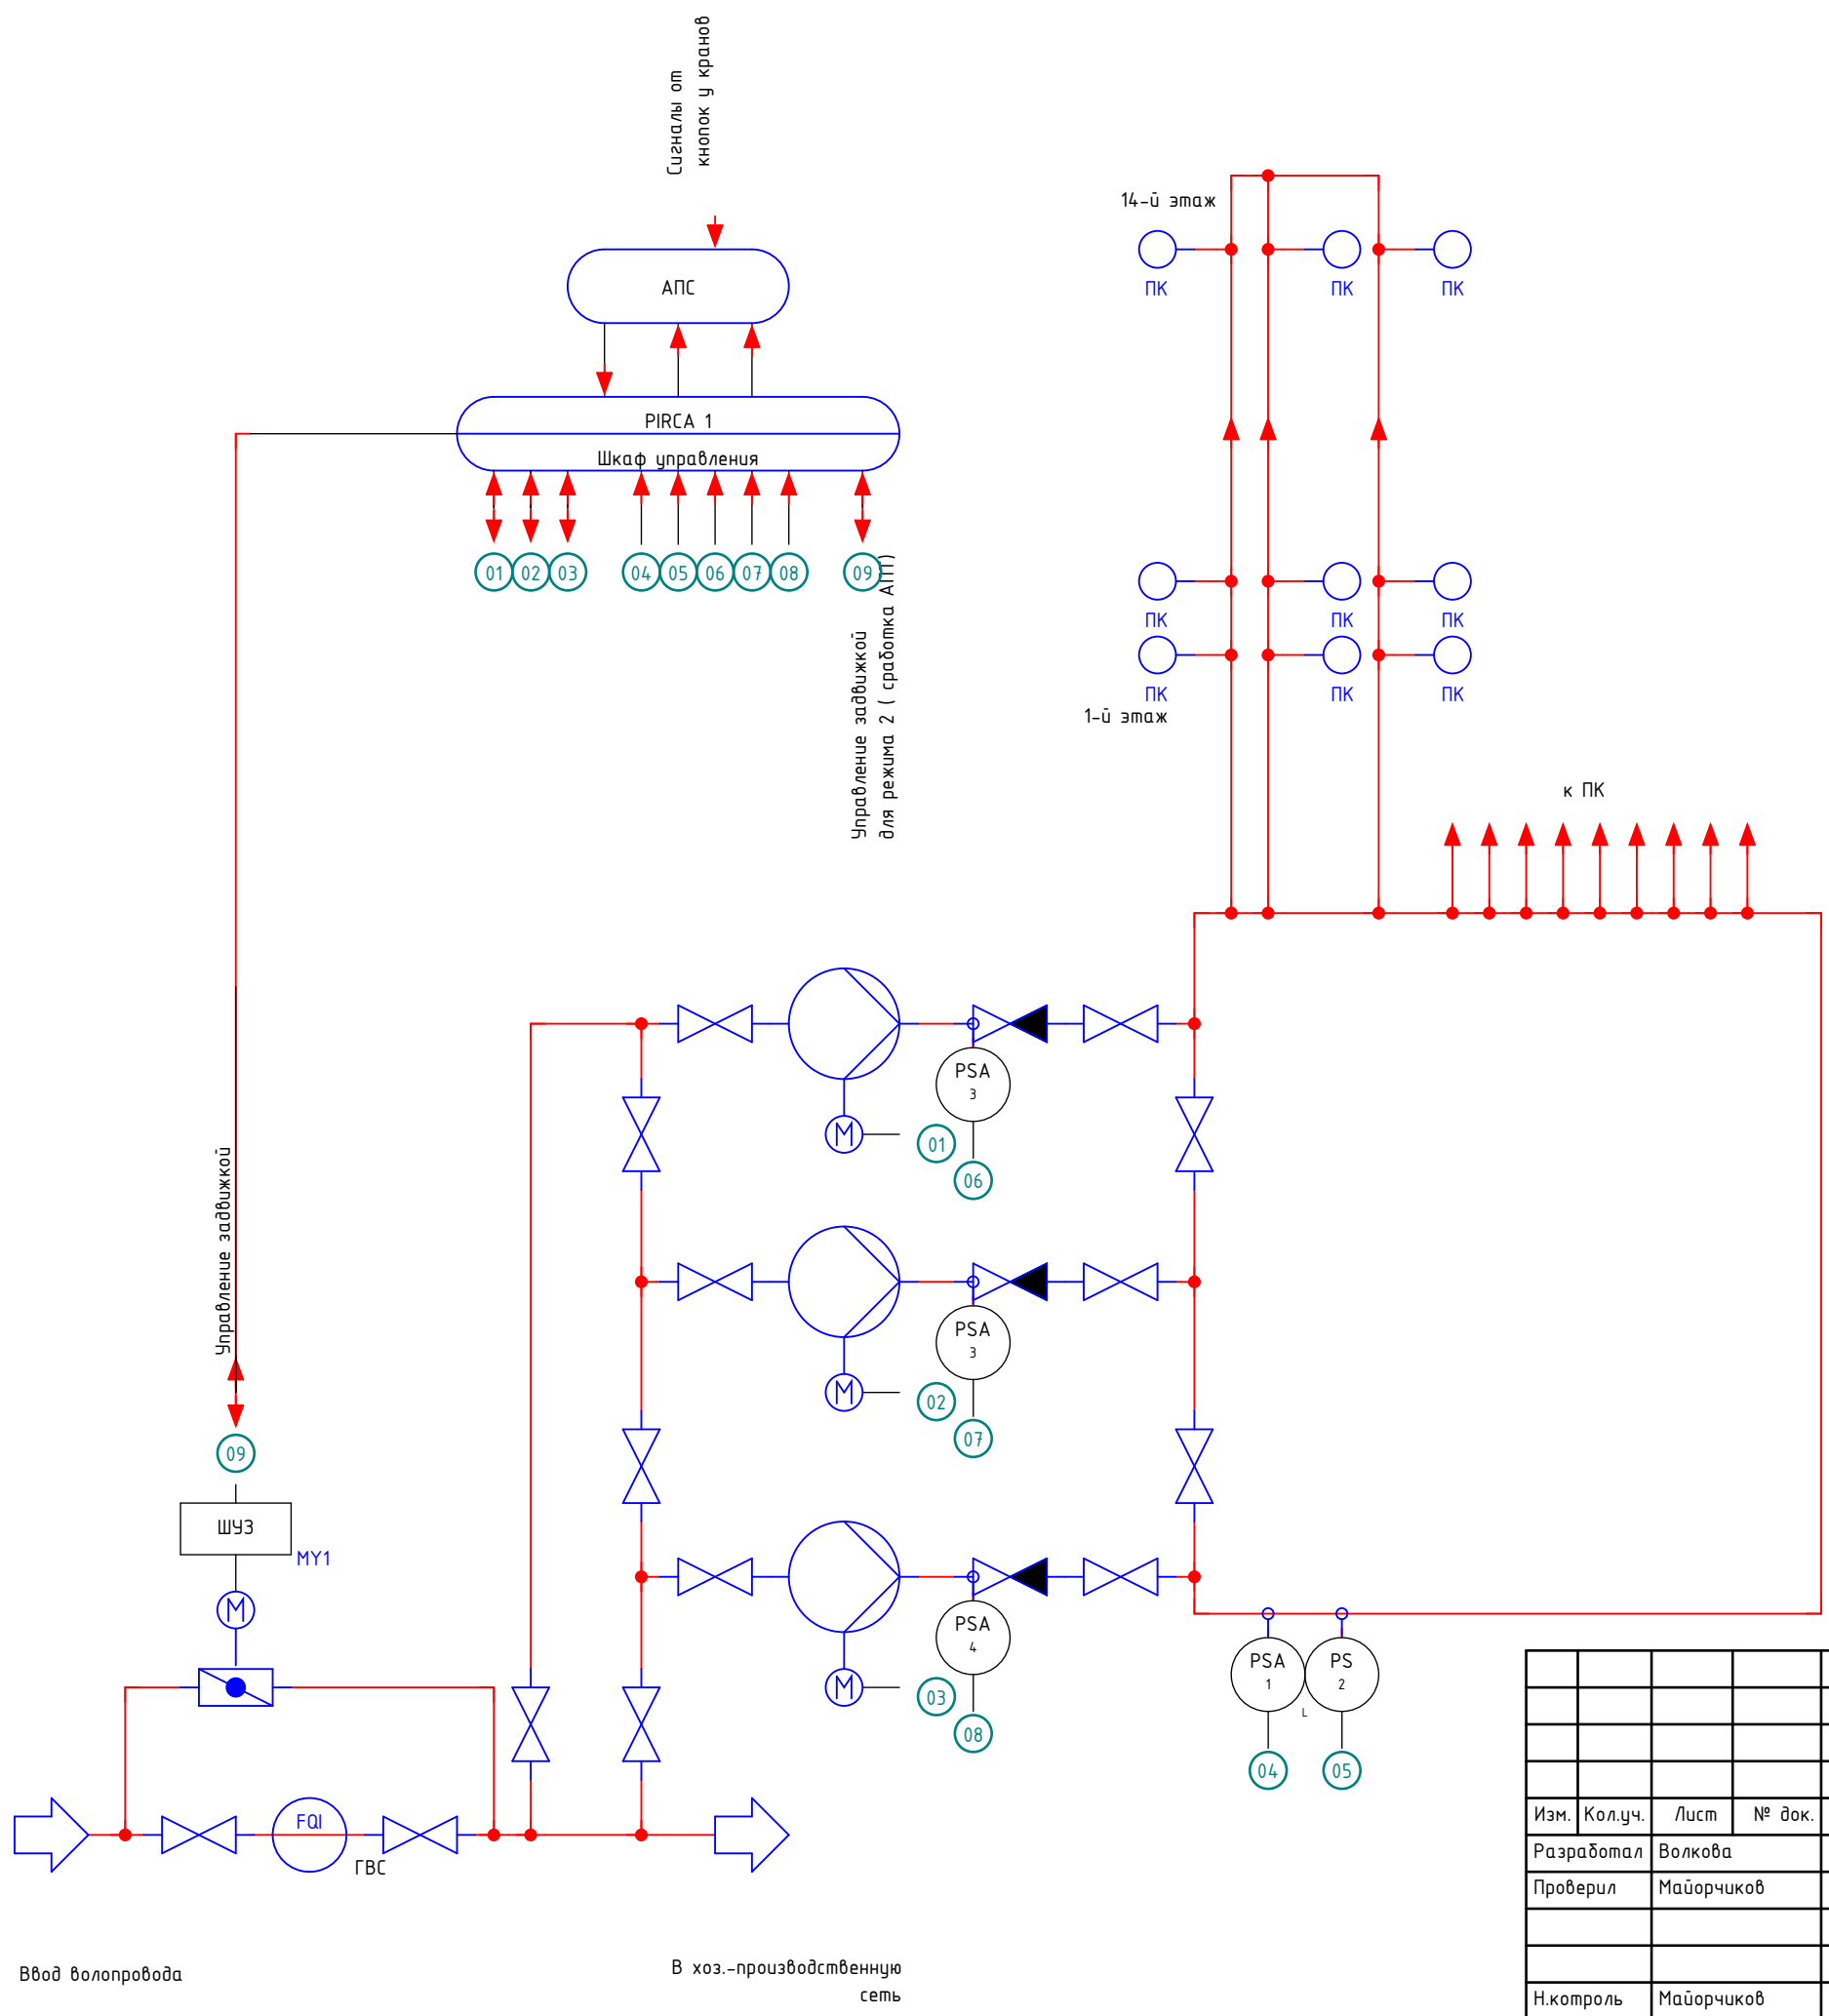 Сигналы от
кнопок у кранов
АПС
PIRCA 1
Шкаф управления
01 02 03 04 05 06 07 08 09
Управление задвижкой
для режима 2 ( сработка АПП)
14-й этаж
ПК ПК ПК
ПК ПК ПК
ПК ПК ПК
1-й этаж
к ПК
PSA
3
M
01
06
Управление задвижкой
PSA
3
M
02
07
09
ШУЗ
MY1
M
PSA
4
M
03
08
PSA
1
PS
2
L
04
05
FQI
ГВС
Ввод волопровода
В хоз.-производственную
сеть
Изм. Кол.уч. Лист № док.
Разработал Волкова
Проверил Майорчиков
Н.котроль Майорчиков